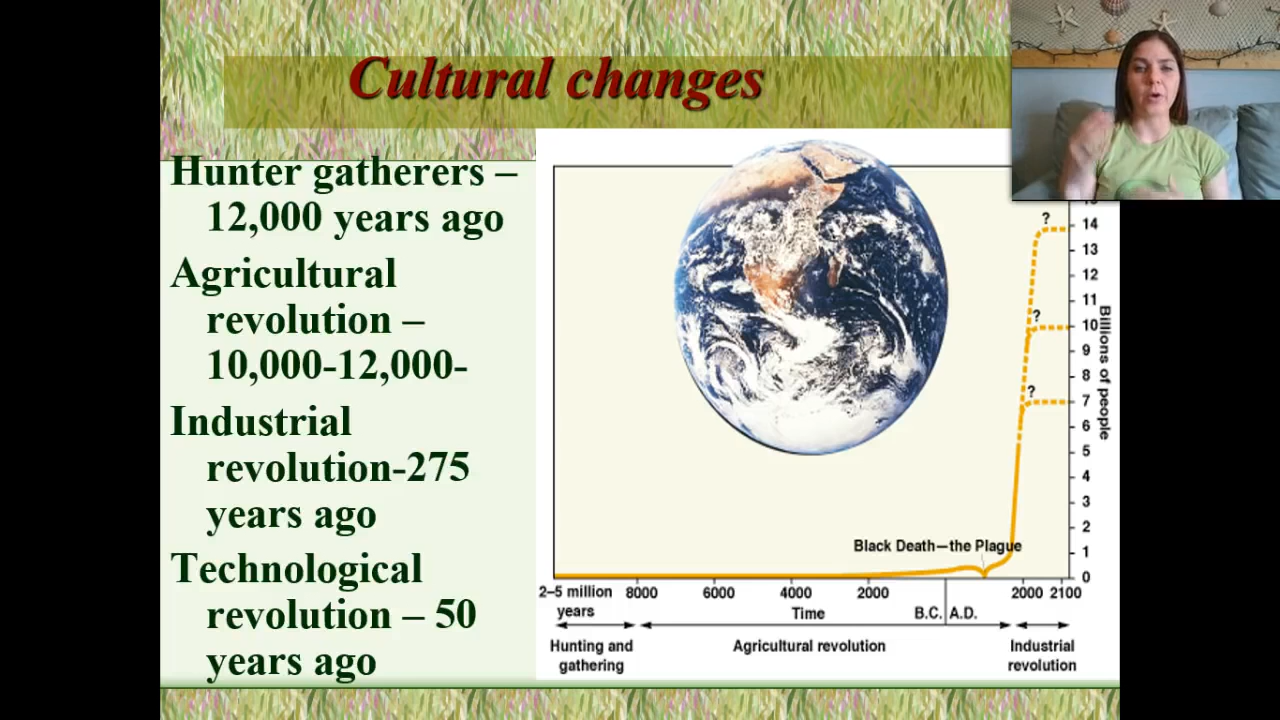 Cultural changes
Hunter gatherers –
12,000 years ago
Agricultural
revolution –
10,000-12,000-
Industrial
revolution-275
years ago
Technological
revolution – 50
years ago
?
14
13
12
?
11
10
9
8
?
7
6
5
4
3
2
1
0
Billions of people
Black Death—the Plague
2–5 million
years
8000
6000
4000
2000
2000
2100
Time
B.C.
A.D.
Hunting and
gathering
Agricultural revolution
Industrial
revolution